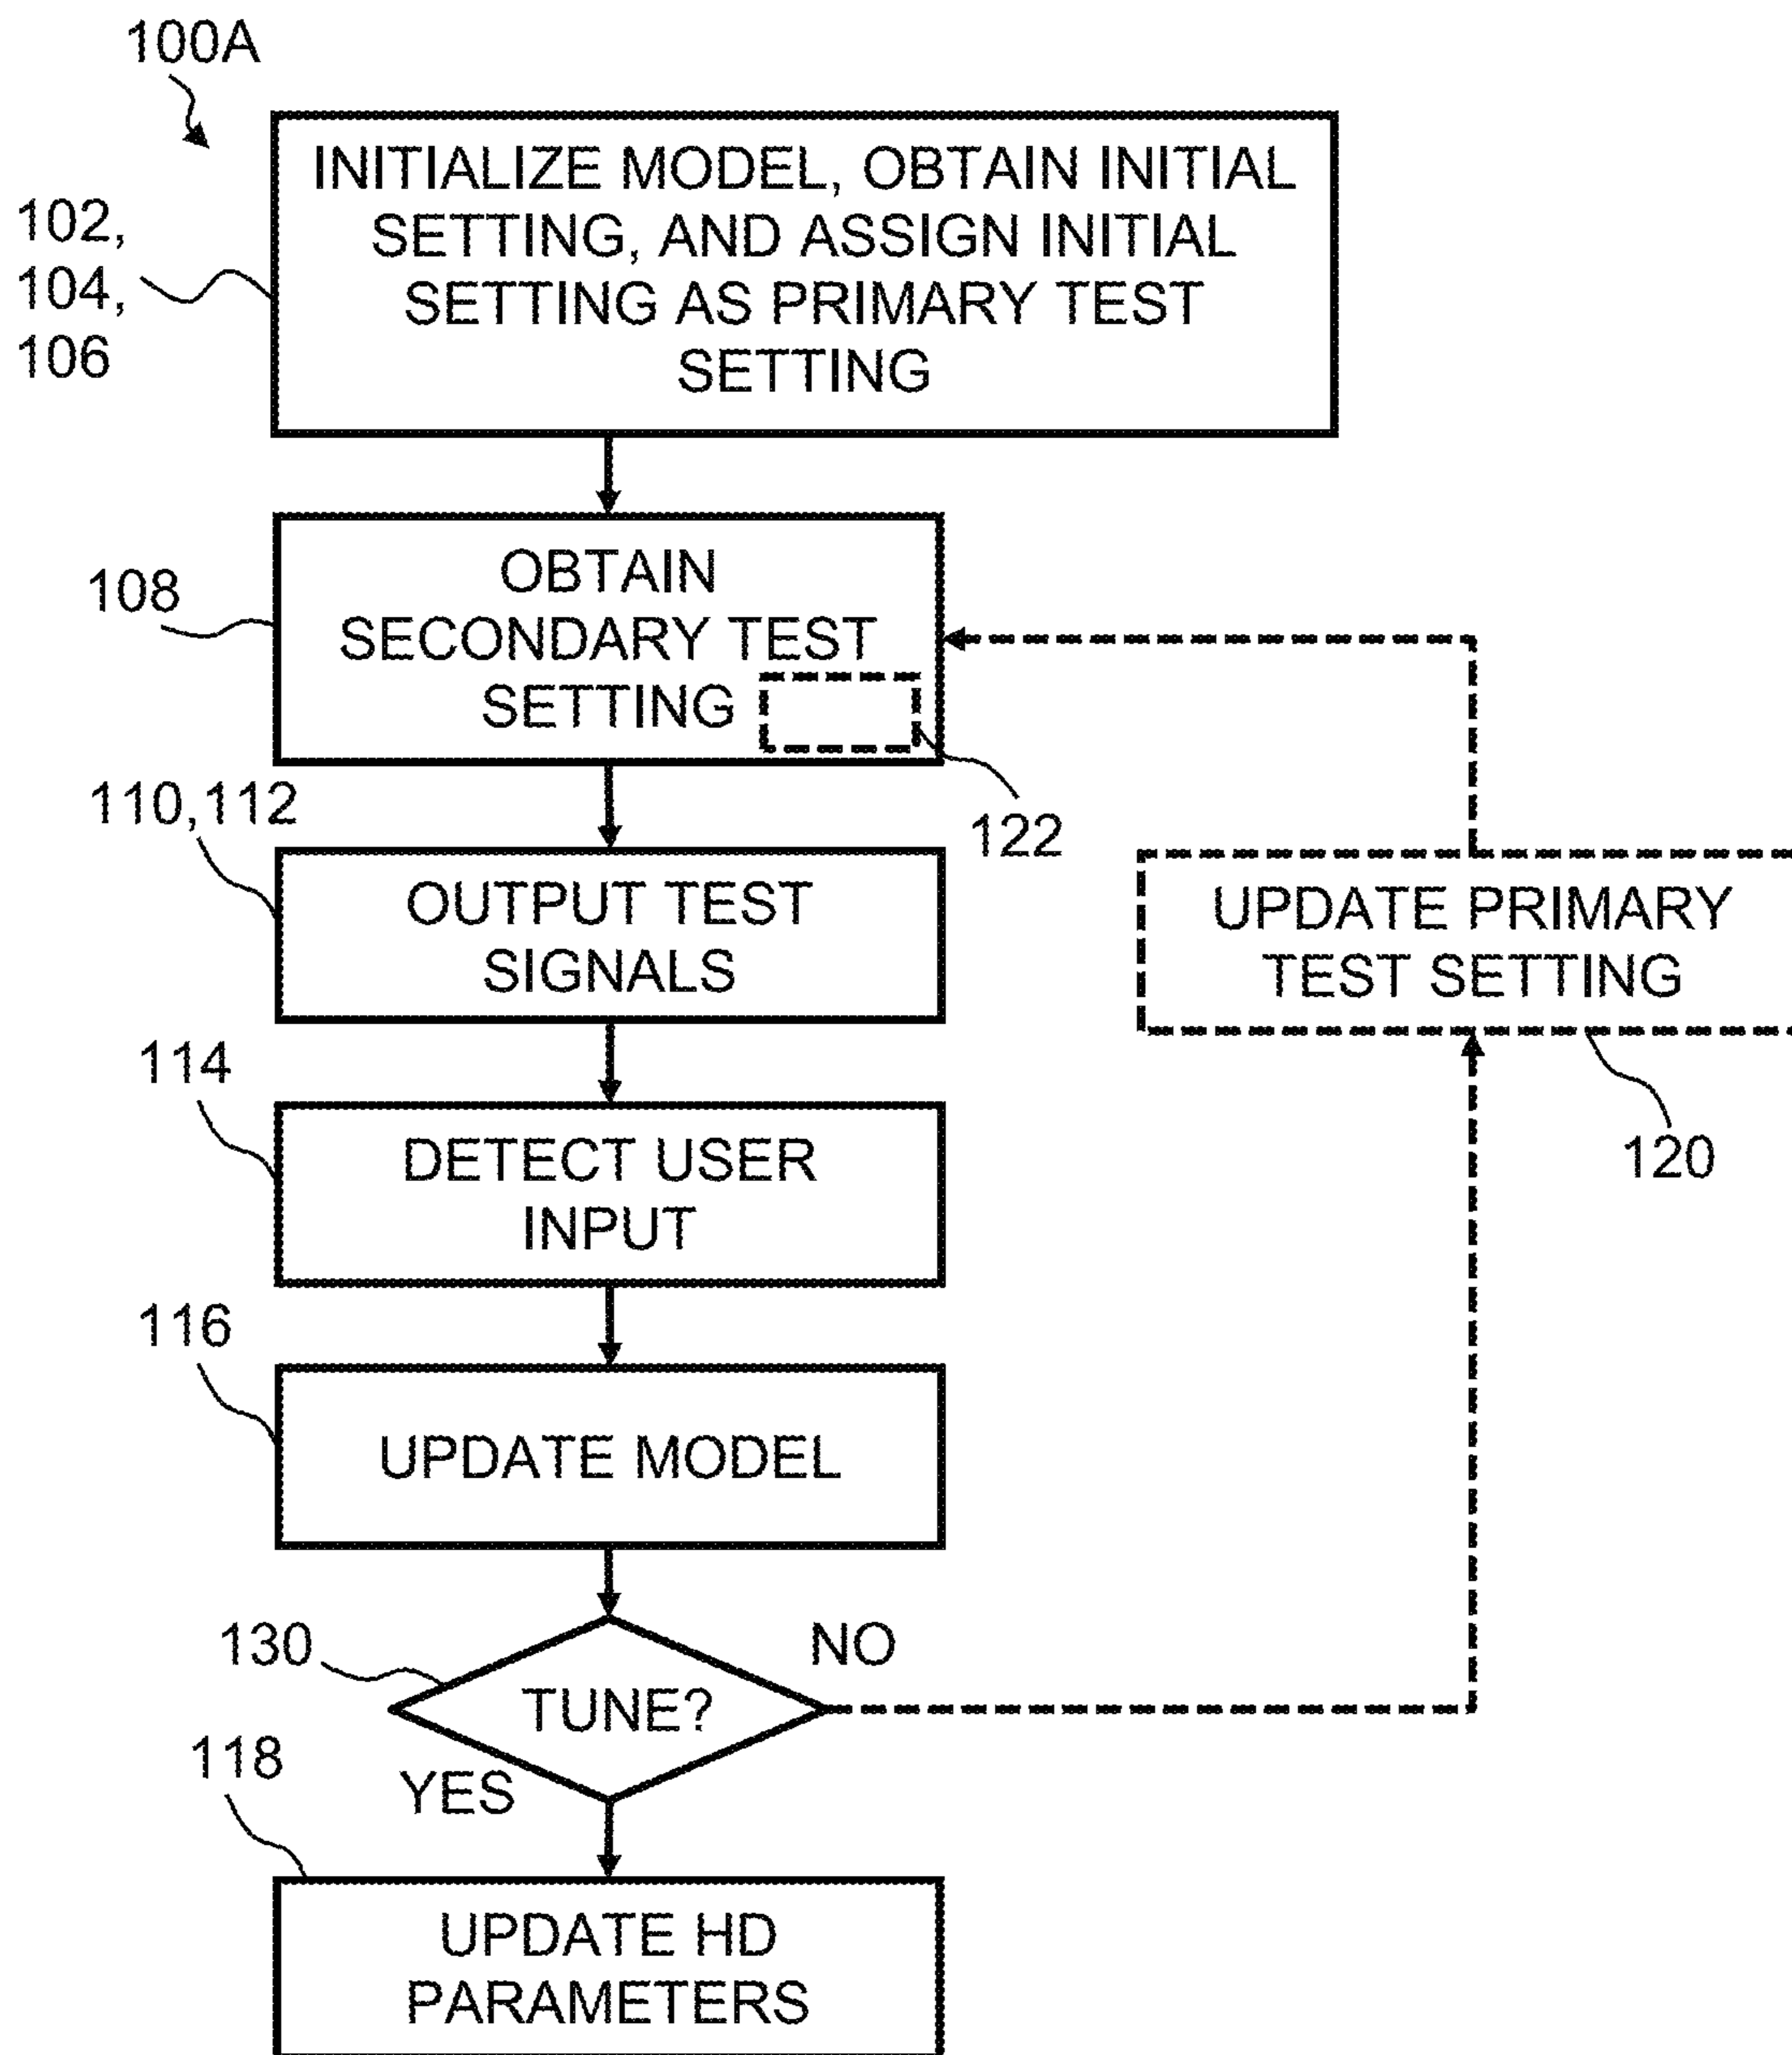 100A
102,
104,
106
INITIALIZE MODEL, OBTAIN INITIAL
SETTING, AND ASSIGN INITIAL
SETTING AS PRIMARY TEST
SETTING
108
OBTAIN
SECONDARY TEST
SETTING
122
110,112
OUTPUT TEST
SIGNALS
UPDATE PRIMARY
TEST SETTING
120
114
DETECT USER
INPUT
116
UPDATE MODEL
130
TUNE?
NO
YES
118
UPDATE HD
PARAMETERS